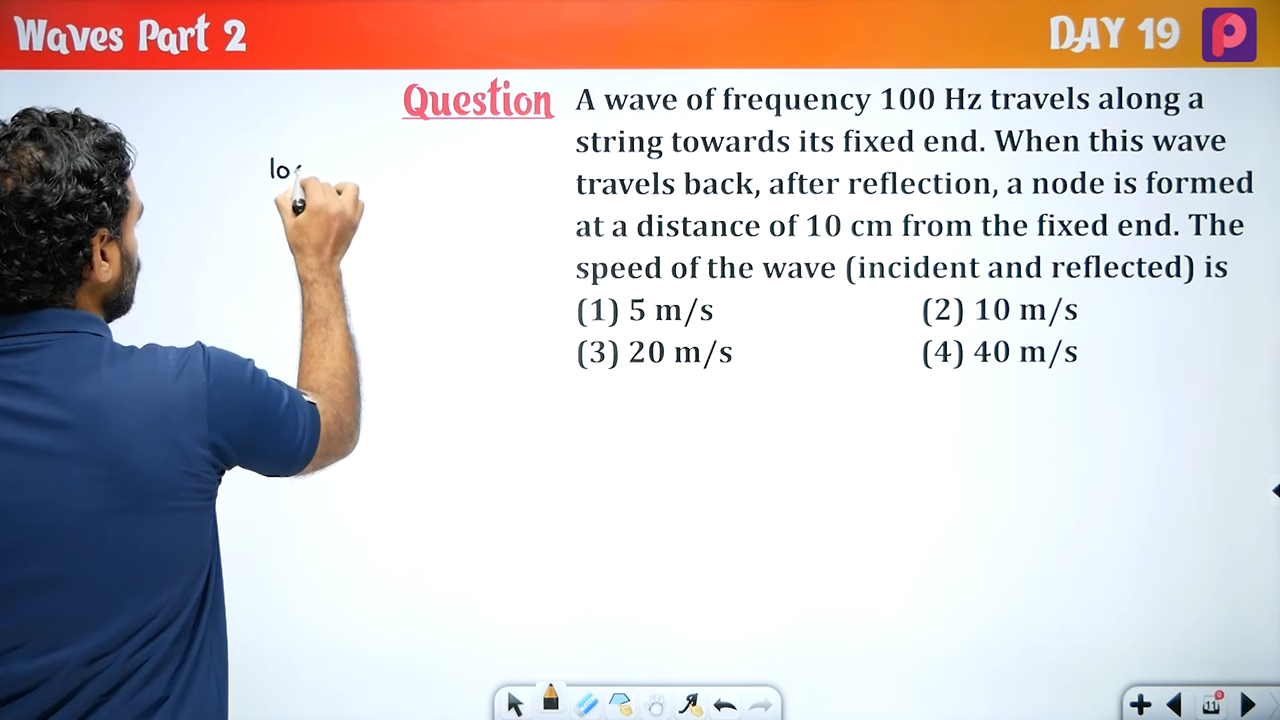 Waves Part 2
DAY 19
Question
A wave of frequency 100 Hz travels along a
string towards its fixed end. When this wave
travels back, after reflection, a node is formed
at a distance of 10 cm from the fixed end. The
speed of the wave (incident and reflected) is
(1) 5 m/s
(2) 10 m/s
(3) 20 m/s
(4) 40 m/s
11